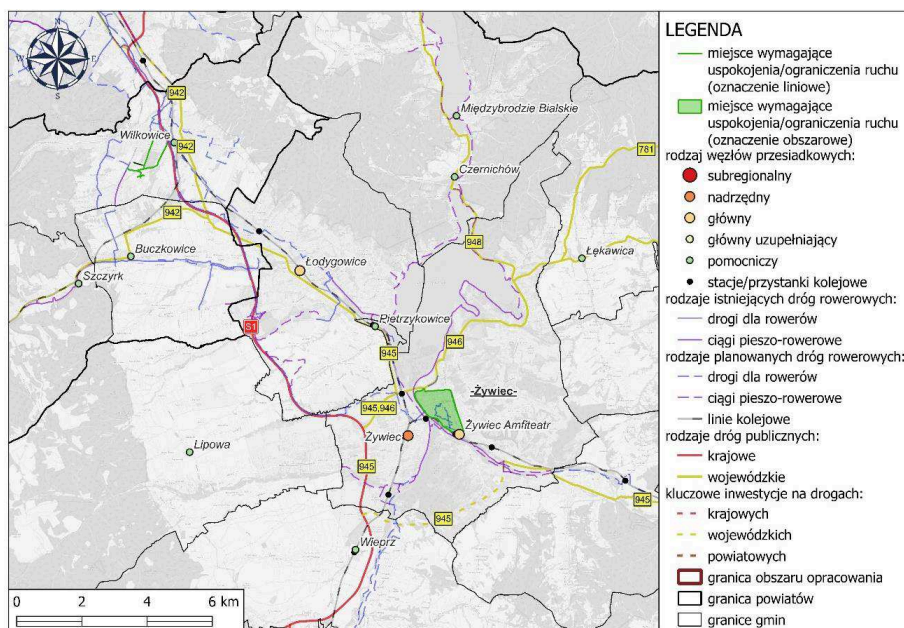 N
W
E
S
942
Wilkowice
942
942
Buczkowice
Szczyrk
Łodygowice
S1
Pietrzykowice
945
946
948
Międzybrodzie Bialskie
Czernichów
781
Łękawica
-Żywiec-
945,946
Żywiec
Żywiec Amfiteatr
Lipowa
945
945
945
Wieprz
0 2 4 6 km
LEGENDA
miejsce wymagające
uspokojenia/ograniczenia ruchu
(oznaczenie liniowe)
miejsce wymagające
uspokojenia/ograniczenia ruchu
(oznaczenie obszarowe)
rodzaj węzłów przesiadkowych:
subregionalny
nadrzędny
główny
główny uzupełniający
pomocniczy
stacje/przystanki kolejowe
rodzaje istniejących dróg rowerowych:
drogi dla rowerów
ciągi pieszo-rowerowe
rodzaje planowanych dróg rowerowych:
drogi dla rowerów
ciągi pieszo-rowerowe
linie kolejowe
rodzaje dróg publicznych:
krajowe
wojewódzkie
kluczowe inwestycje na drogach:
krajowych
wojewódzkich
powiatowych
granica obszaru opracowania
granica powiatów
granice gmin